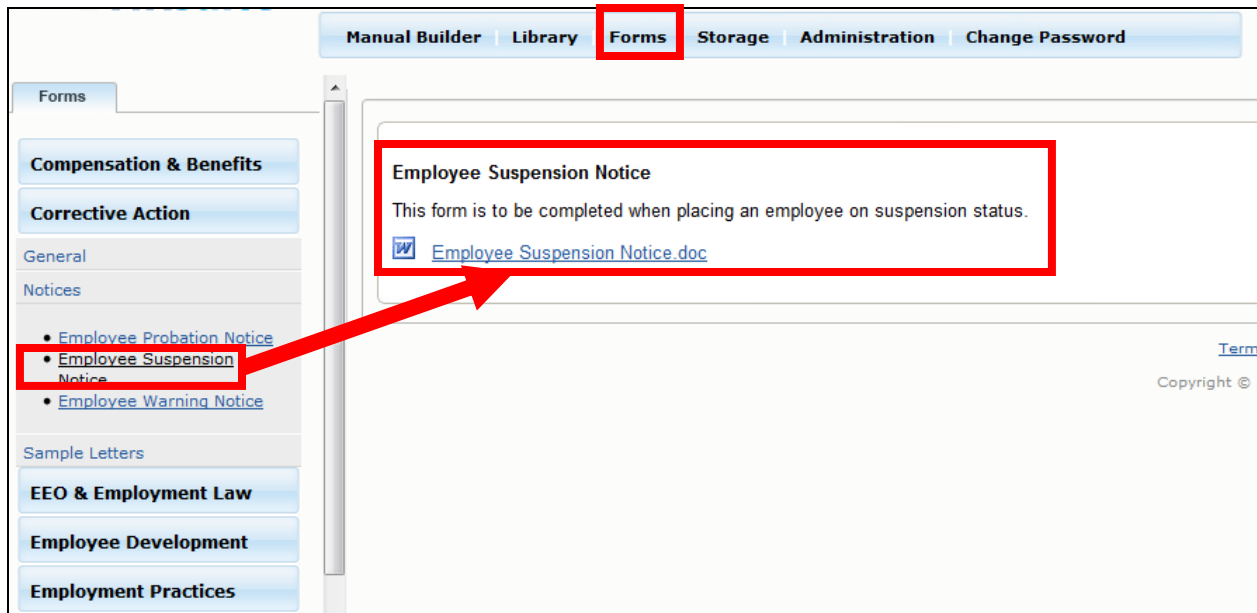 Manual Builder Library Forms Storage Administration Change Password
Forms
Compensation & Benefits
Corrective Action
General
Notices
Employee Probation Notice
Employee Suspension
Notice
Employee Warning Notice
Sample Letters
EEO & Employment Law
Employee Development
Employment Practices
Employee Suspension Notice
This form is to be completed when placing an employee on suspension status.
Employee Suspension Notice.doc
Term
Copyright ©